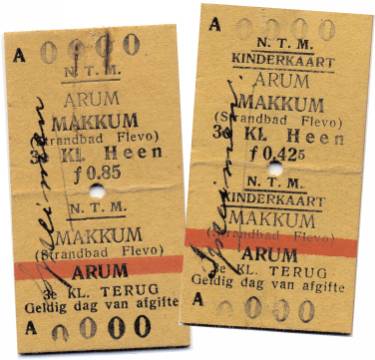 A 0000
N. T. M.
ARUM
MAKKUM
(Strandbad Flevo)
3e KL. Heen
f 0.85
N. T. M.
MAKKUM
(Strandbad Flevo)
ARUM
3e KL. TERUG
Geldig dag van afgifte
A 0000
A 0000
N. T. M.
KINDERKAART
ARUM
MAKKUM
(Strandbad Flevo)
3e KL. Heen
f 0.425
N. T. M.
KINDERKAART
MAKKUM
(Strandbad Flevo)
ARUM
3e KL. TERUG
Geldig dag van afgifte
A 0000